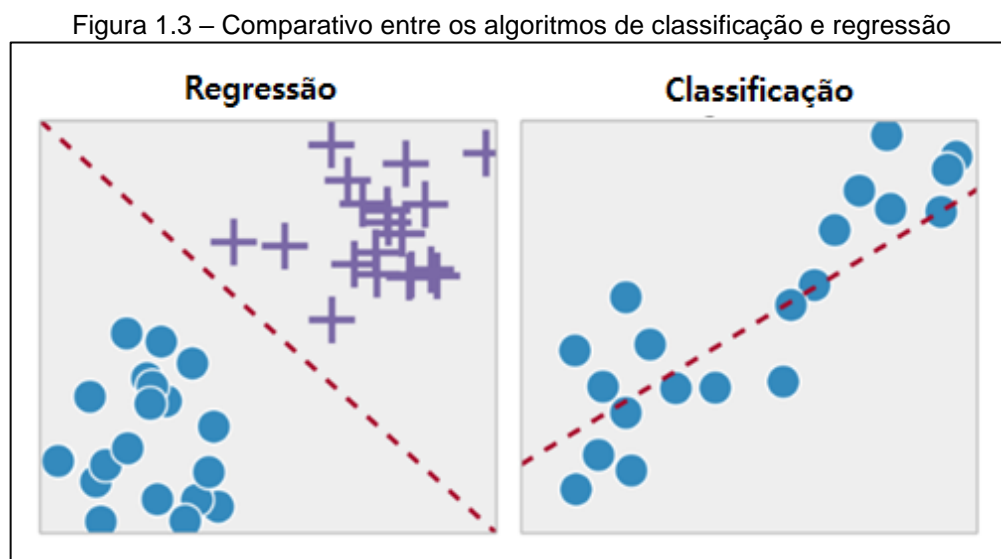 Figura 1.3 – Comparativo entre os algoritmos de classificação e regressão
Regressão
Classificação